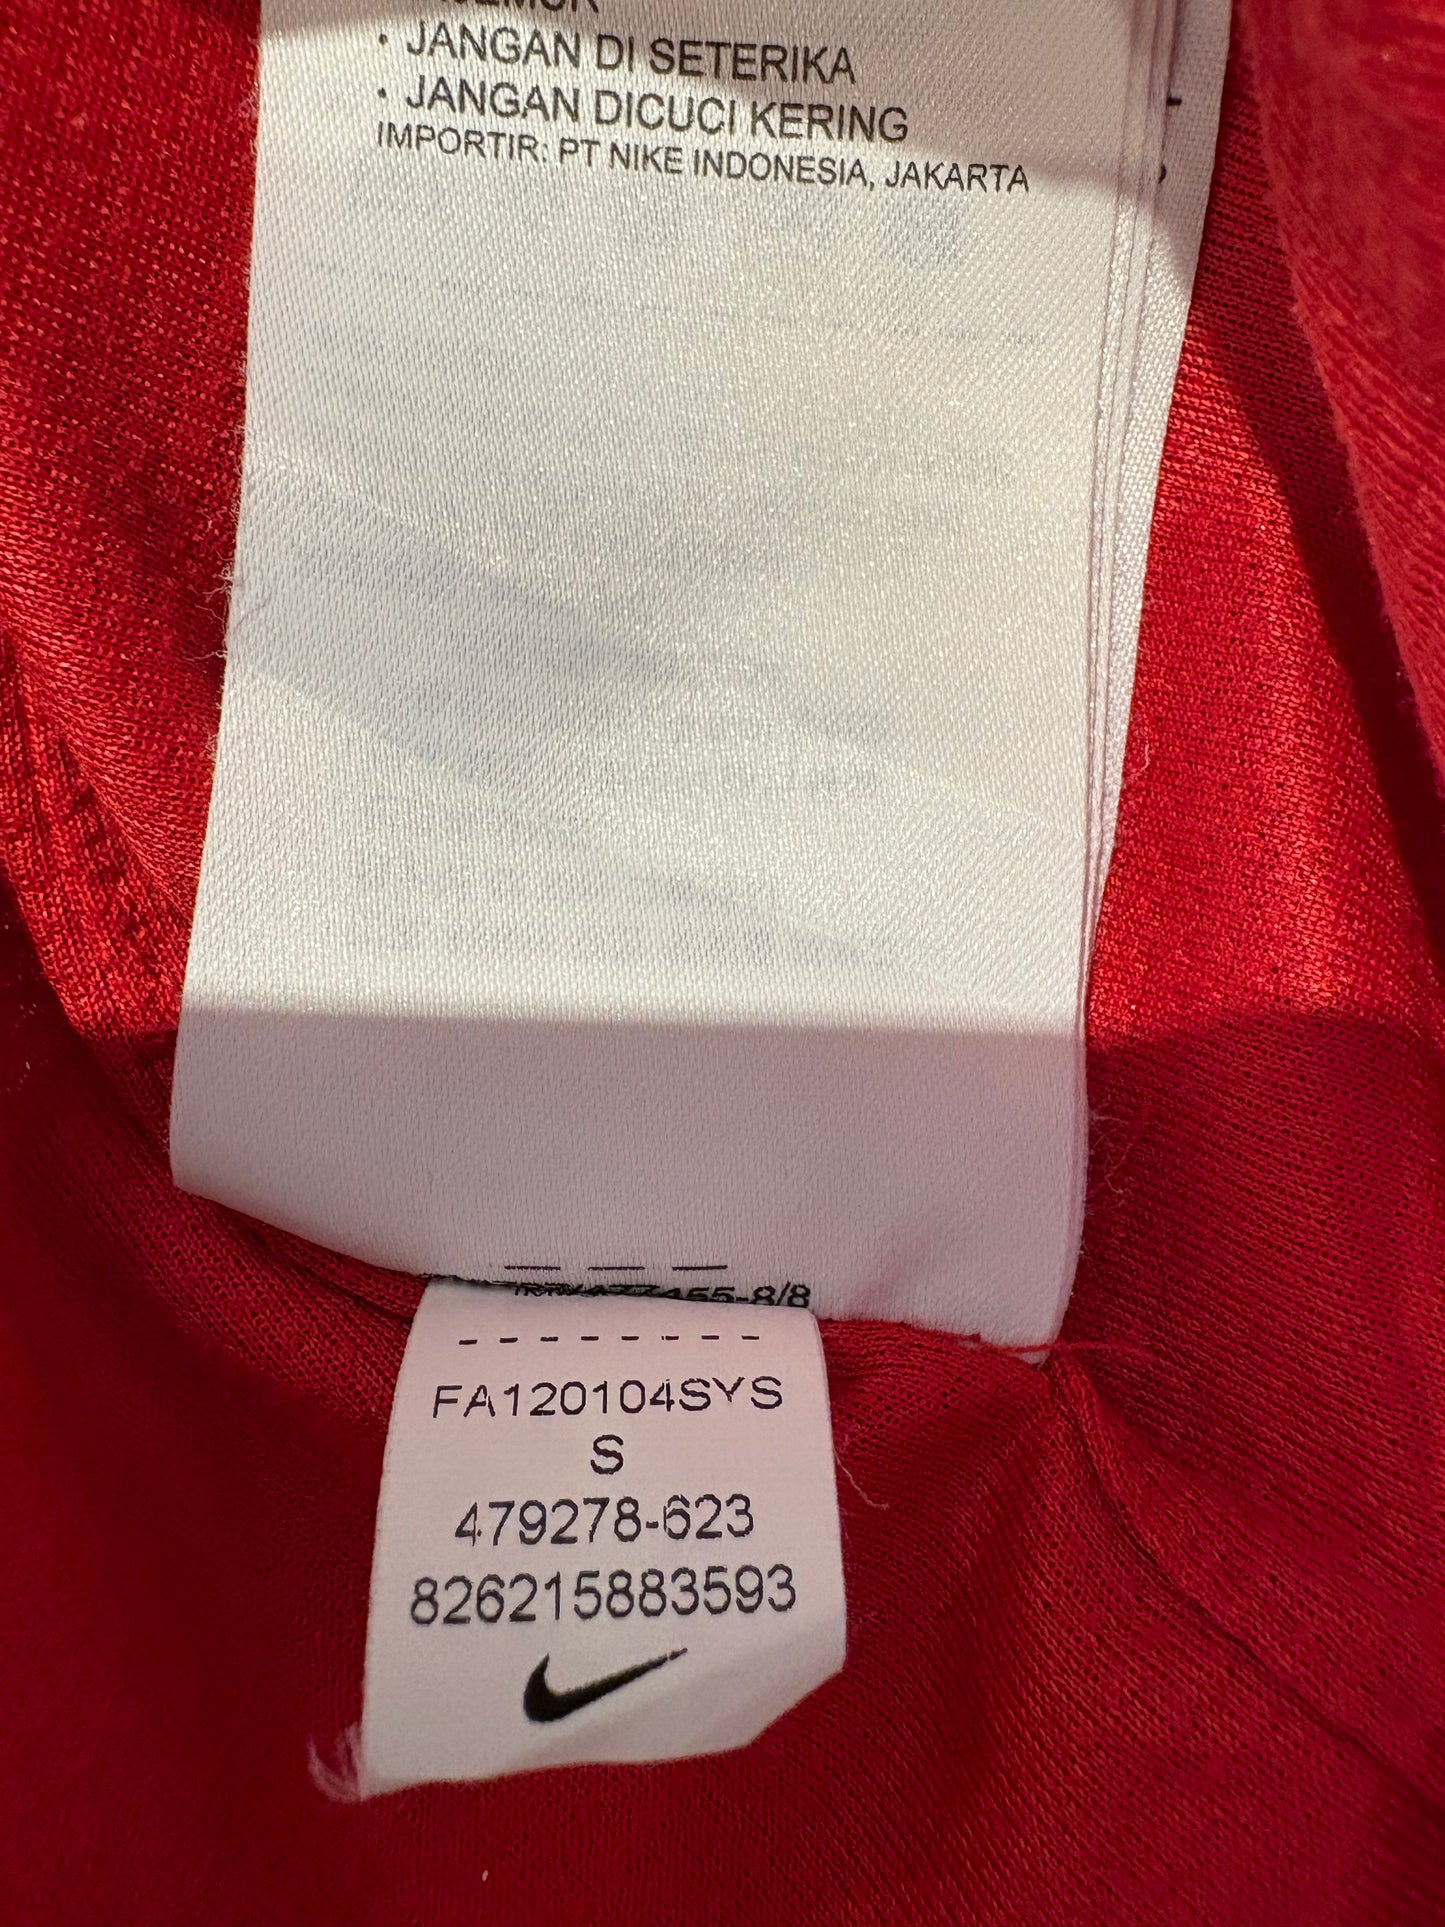 · JANGAN DI SETERIKA
· JANGAN DICUCI KERING
IMPORTIR: PT NIKE INDONESIA, JAKARTA
FA120104SYS
S
479278-623
826215883593